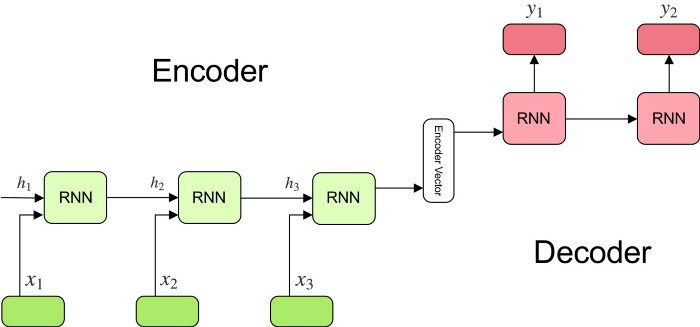 y1 y2
Encoder
RNN RNN
Encoder Vector
h1 h2 h3
RNN RNN RNN
Decoder
x1 x2 x3